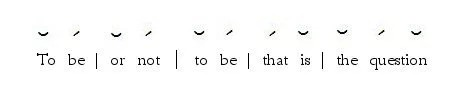 ˘ ´ ˘ ´ ˘ ´ ´ ˘ ˘ ´ ˘
To be | or not | to be | that is | the question